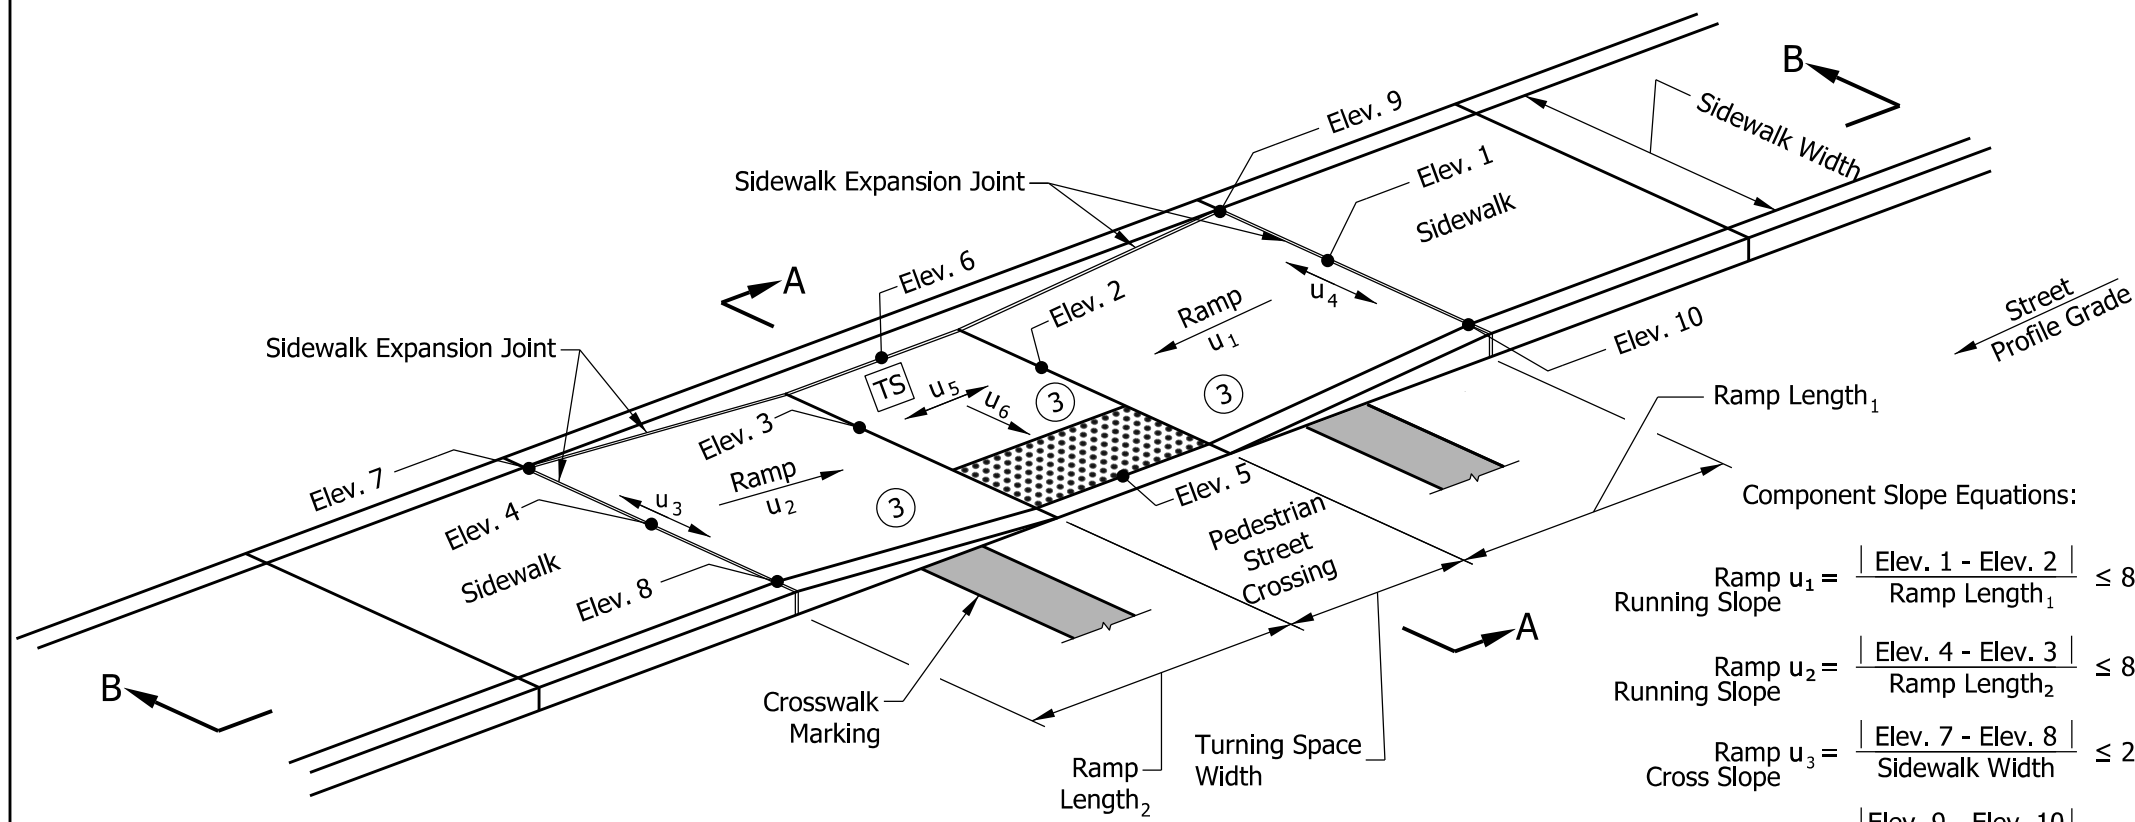 B
Elev. 9
Sidewalk Width
Elev. 1
Sidewalk Expansion Joint
Sidewalk
Elev. 6
A
Elev. 2
u4
Street
Profile Grade
Ramp
u1
Elev. 10
Sidewalk Expansion Joint
TS
u5
u6
3
3
Ramp Length1
Elev. 3
Elev. 7
Ramp
u2
u3
3
Elev. 5
Elev. 4
Pedestrian
Street
Crossing
Component Slope Equations:
Sidewalk
Elev. 8
Ramp u1 = | Elev. 1 - Elev. 2 | ≤ 8
Running Slope Ramp Length1
A
Ramp u2 = | Elev. 4 - Elev. 3 | ≤ 8
Running Slope Ramp Length2
B
Crosswalk
Marking
Turning Space
Width
Ramp
Length2
Ramp u3 = | Elev. 7 - Elev. 8 | ≤ 2
Cross Slope Sidewalk Width
|Elev. 9 - Elev. 10|